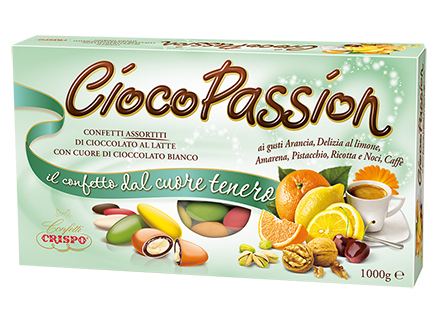 CiocoPassion
CONFETTI ASSORTITI
DI CIOCCOLATO AL LATTE
CON CUORE DI CIOCCOLATO BIANCO
ai gusti Arancia, Delizia al limone,
Amarena, Pistacchio, Ricotta e Noci, Caffè
il confetto dal cuore tenero
Confetti
CRISPO
1000g e